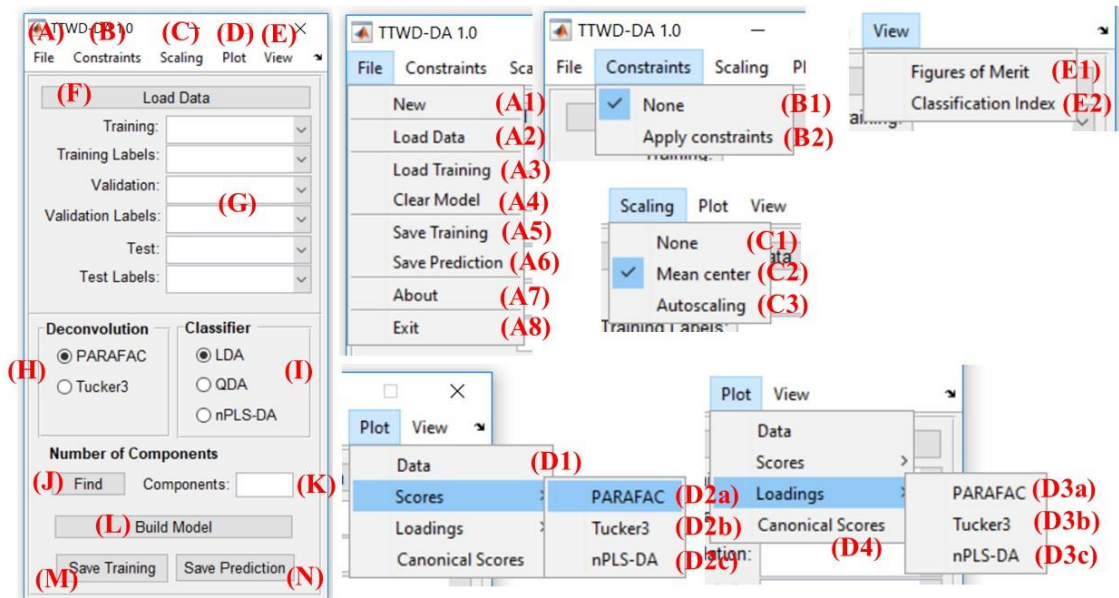 (A) TTWD-DA 1.0 (B) (C) (D) (E)
File Constraints Scaling Plot View
(F) Load Data
Training:
Training Labels:
Validation:
(G)
Validation Labels:
Test:
Test Labels:
Deconvolution Classifier
(H) PARAFAC LDA (I)
Tucker3 QDA
nPLS-DA
Number of Components
(J) Find Components: (K)
(L) Build Model
Save Training Save Prediction
(M) (N)
TTWD-DA 1.0
File Constraints Sca
New (A1)
Load Data (A2)
Load Training (A3)
Clear Model (A4)
Save Training (A5)
Save Prediction (A6)
About (A7)
Exit (A8)
TTWD-DA 1.0
File Constraints Scaling Pl
None (B1)
Apply constraints (B2)
Training:
View
Figures of Merit (E1)
Classification Index (E2)
aining:
Scaling Plot View
None (C1)
ata
Mean center (C2)
Autoscaling (C3)
Training Labels:
Plot View
Data (D1)
Scores PARAFAC (D2a)
Loadings Tucker3 (D2b)
Canonical Scores nPLS-DA (D2c)
Plot View
Data
Scores
Loadings PARAFAC (D3a)
Canonical Scores Tucker3 (D3b)
lation: (D4) nPLS-DA (D3c)